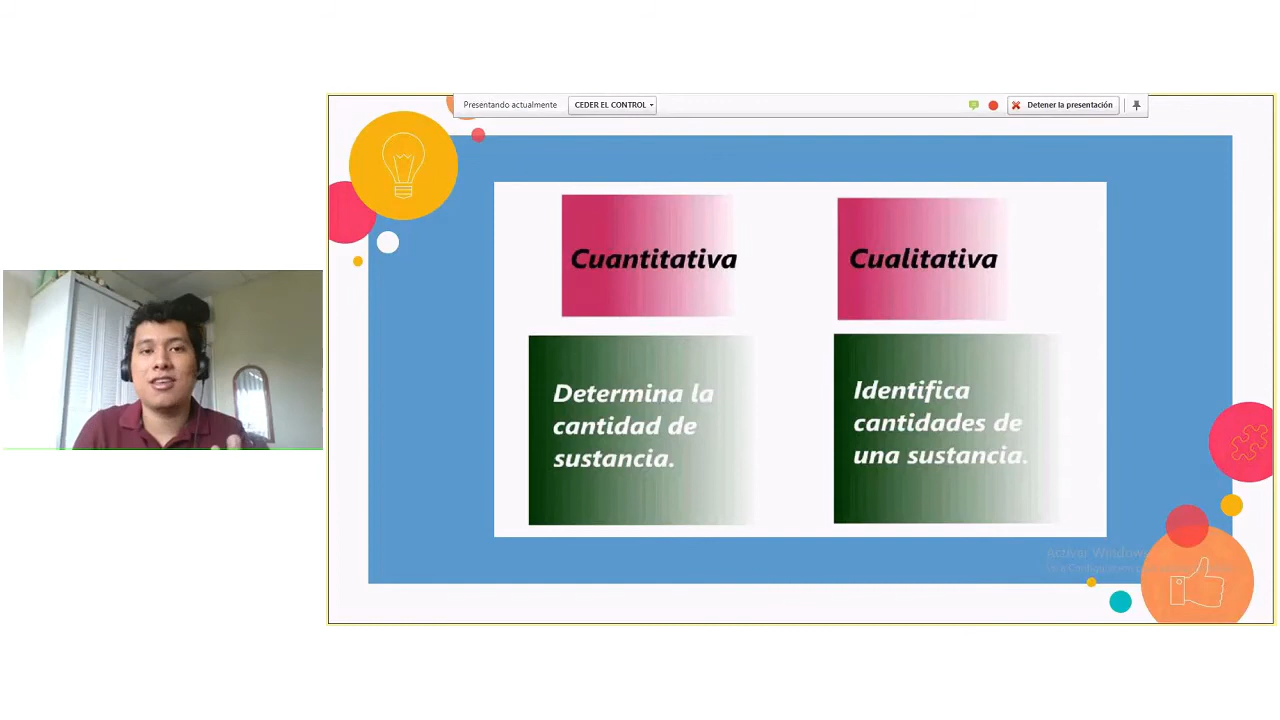 Presentando actualmente
CEDER EL CONTROL
Detener la presentación
Cuantitativa
Cualitativa
Determina la
cantidad de
sustancia.
Identifica
cantidades de
una sustancia.
Activar Windows